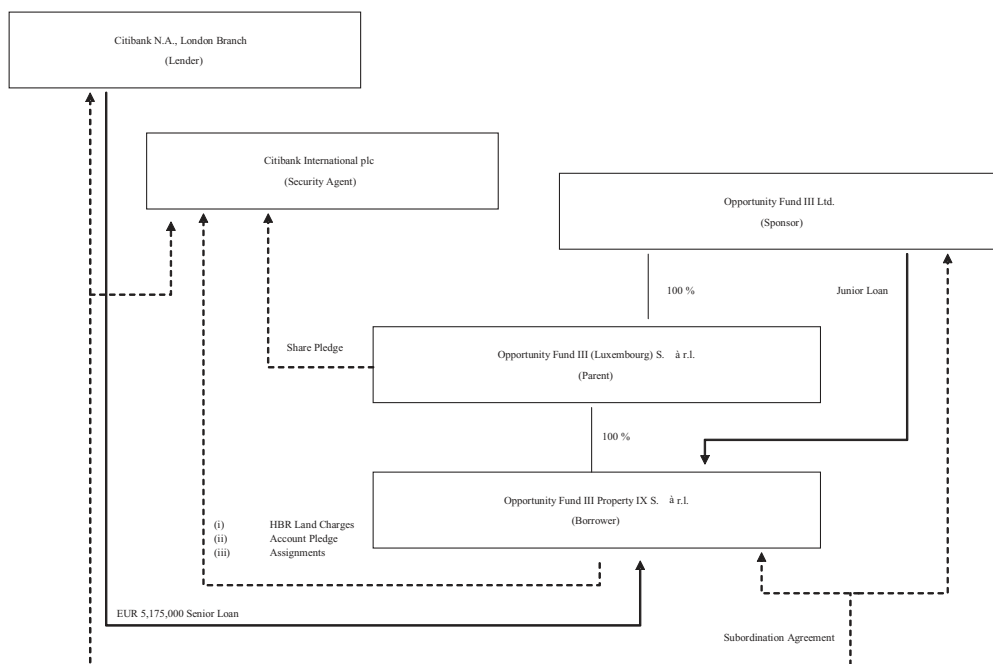 Citibank N.A., London Branch
(Lender)
Citibank International plc
(Security Agent)
Opportunity Fund III Ltd.
(Sponsor)
100 %
Junior Loan
Share Pledge
Opportunity Fund III (Luxembourg) S. à r.l.
(Parent)
100 %
Opportunity Fund III Property IX S. à r.l.
(Borrower)
(i) HBR Land Charges
(ii) Account Pledge
(iii) Assignments
EUR 5,175,000 Senior Loan
Subordination Agreement